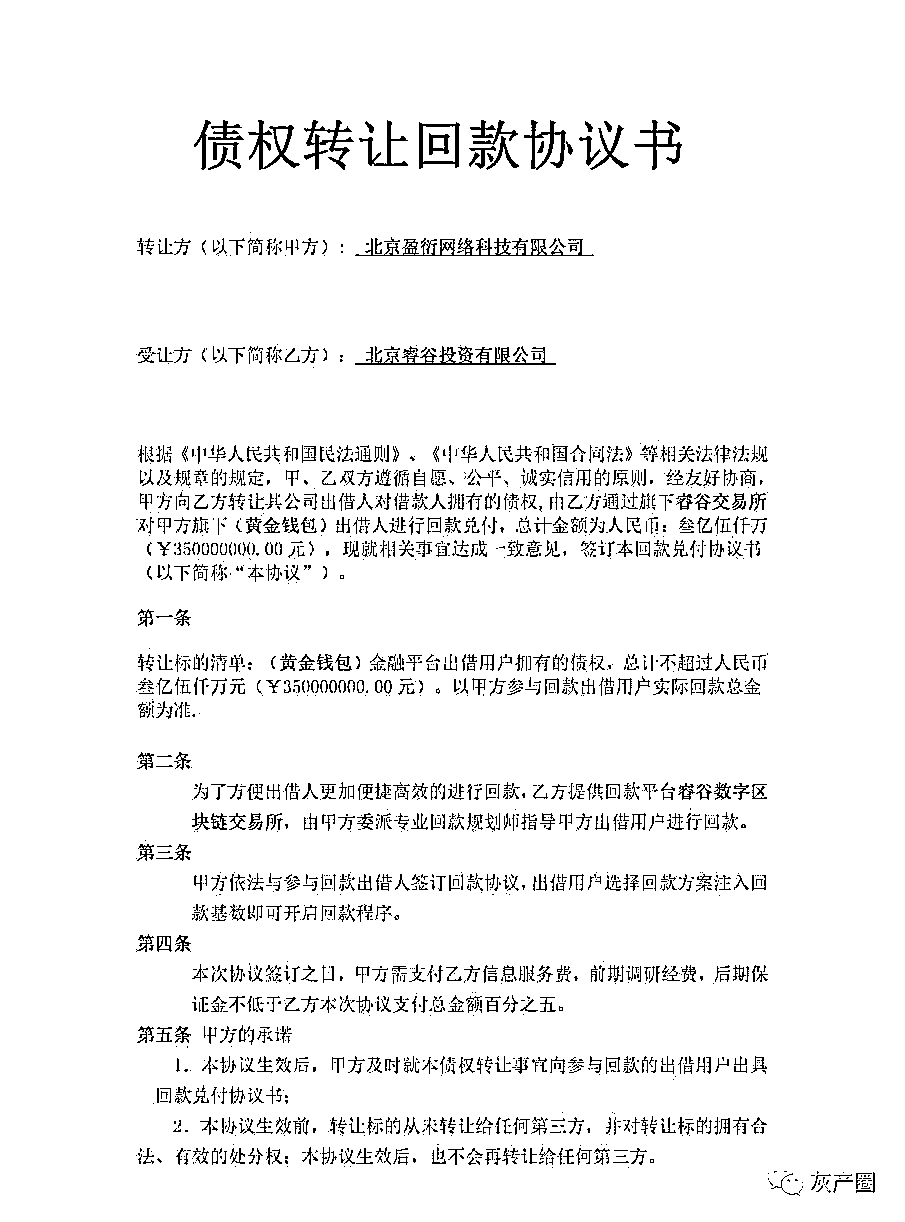 债权转让回款协议书
转让方（以下简称甲方）: 北京盈衍网络科技有限公司
受让方（以下简称乙方）: 北京睿谷投资有限公司
根据《中华人民共和国民法通则》、《中华人民共和国合同法》等相关法律法规
以及规章的规定，甲、乙双方遵循自愿、公平、诚实信用的原则，经友好协商，
甲方向乙方转让其公司出借人对借款人拥有的债权,由乙方通过旗下睿谷交易所
对甲方旗下（黄金钱包）出借人进行回款兑付，总计金额为人民币：叁亿伍仟万
（￥350000000.00 元），现就相关事宜达成一致意见，签订本回款兑付协议书
（以下简称“本协议”）。
第一条
转让标的清单：（黄金钱包）金融平台出借用户拥有的债权，总计不超过人民币
叁亿伍仟万元（￥350000000.00 元）。以甲方参与回款出借用户实际回款总金
额为准.
第二条
为了方便出借人更加便捷高效的进行回款,乙方提供回款平台睿谷数字区
块链交易所，由甲方委派专业回款规划师指导甲方出借用户进行回款。
第三条
甲方依法与参与回款出借人签订回款协议,出借用户选择回款方案注入回
款基数即可开启回款程序。
第四条
本次协议签订之日，甲方需支付乙方信息服务费，前期调研经费，后期保
证金不低于乙方本次协议支付总金额百分之五。
第五条 甲方的承诺
1．本协议生效后，甲方及时就本债权转让事宜向参与回款的出借用户出具
回款兑付协议书；
2．本协议生效前，转让标的从未转让给任何第三方，并对转让标的拥有合
法、有效的处分权；本协议生效后，也不会再转让给任何第三方。
灰产圈